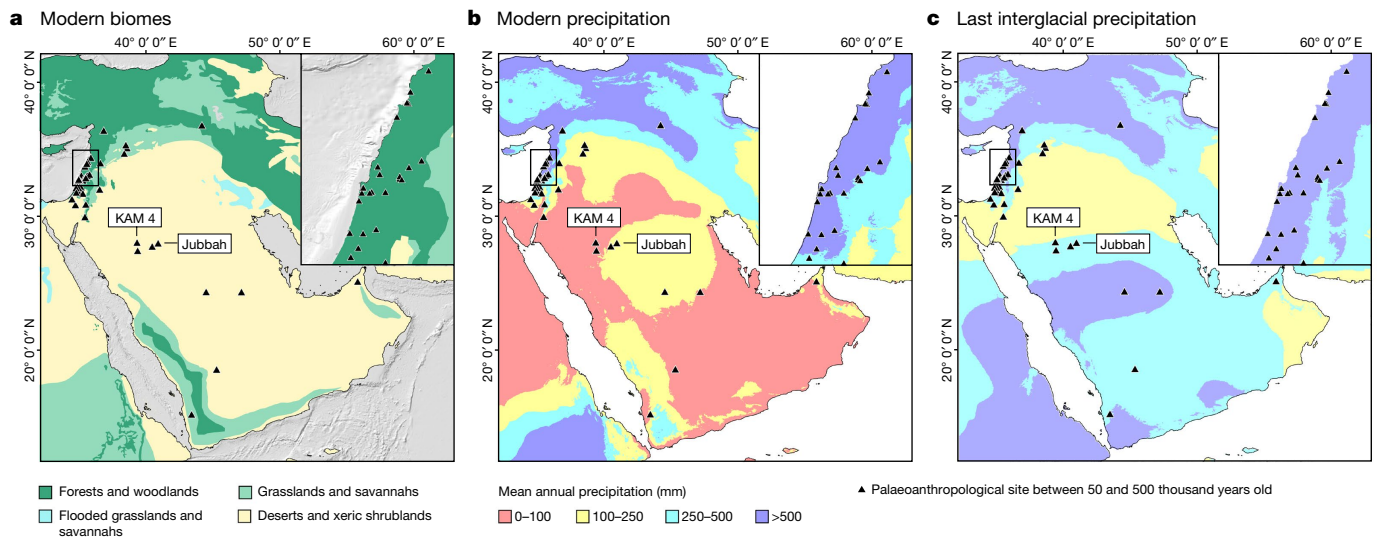 a Modern biomes
40° 0′ 0″ E
50° 0′ 0″ E
60° 0′ 0″ E
40° 0′ 0″ N
30° 0′ 0″ N
20° 0′ 0″ N
KAM 4
Jubbah
Forests and woodlands
Grasslands and savannahs
Flooded grasslands and
savannahs
Deserts and xeric shrublands
b Modern precipitation
40° 0′ 0″ E
50° 0′ 0″ E
60° 0′ 0″ E
40° 0′ 0″ N
30° 0′ 0″ N
20° 0′ 0″ N
KAM 4
Jubbah
Mean annual precipitation (mm)
0–100
100–250
250–500
>500
c Last interglacial precipitation
40° 0′ 0″ E
50° 0′ 0″ E
60° 0′ 0″ E
40° 0′ 0″ N
30° 0′ 0″ N
20° 0′ 0″ N
KAM 4
Jubbah
Palaeoanthropological site between 50 and 500 thousand years old